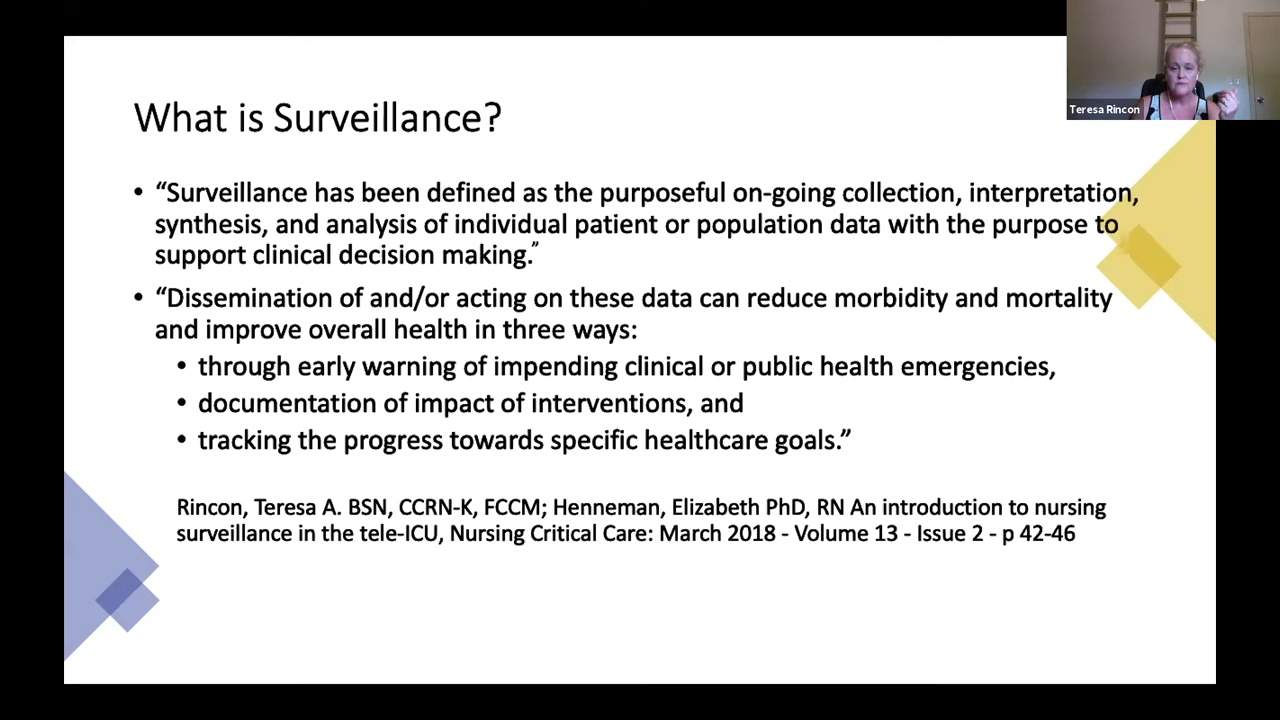 What is Surveillance?
• “Surveillance has been defined as the purposeful on-going collection, interpretation,
synthesis, and analysis of individual patient or population data with the purpose to
support clinical decision making.”
• “Dissemination of and/or acting on these data can reduce morbidity and mortality
and improve overall health in three ways:
• through early warning of impending clinical or public health emergencies,
• documentation of impact of interventions, and
• tracking the progress towards specific healthcare goals.”
Rincon, Teresa A. BSN, CCRN-K, FCCM; Henneman, Elizabeth PhD, RN An introduction to nursing
surveillance in the tele-ICU, Nursing Critical Care: March 2018 - Volume 13 - Issue 2 - p 42-46
Teresa Rincon